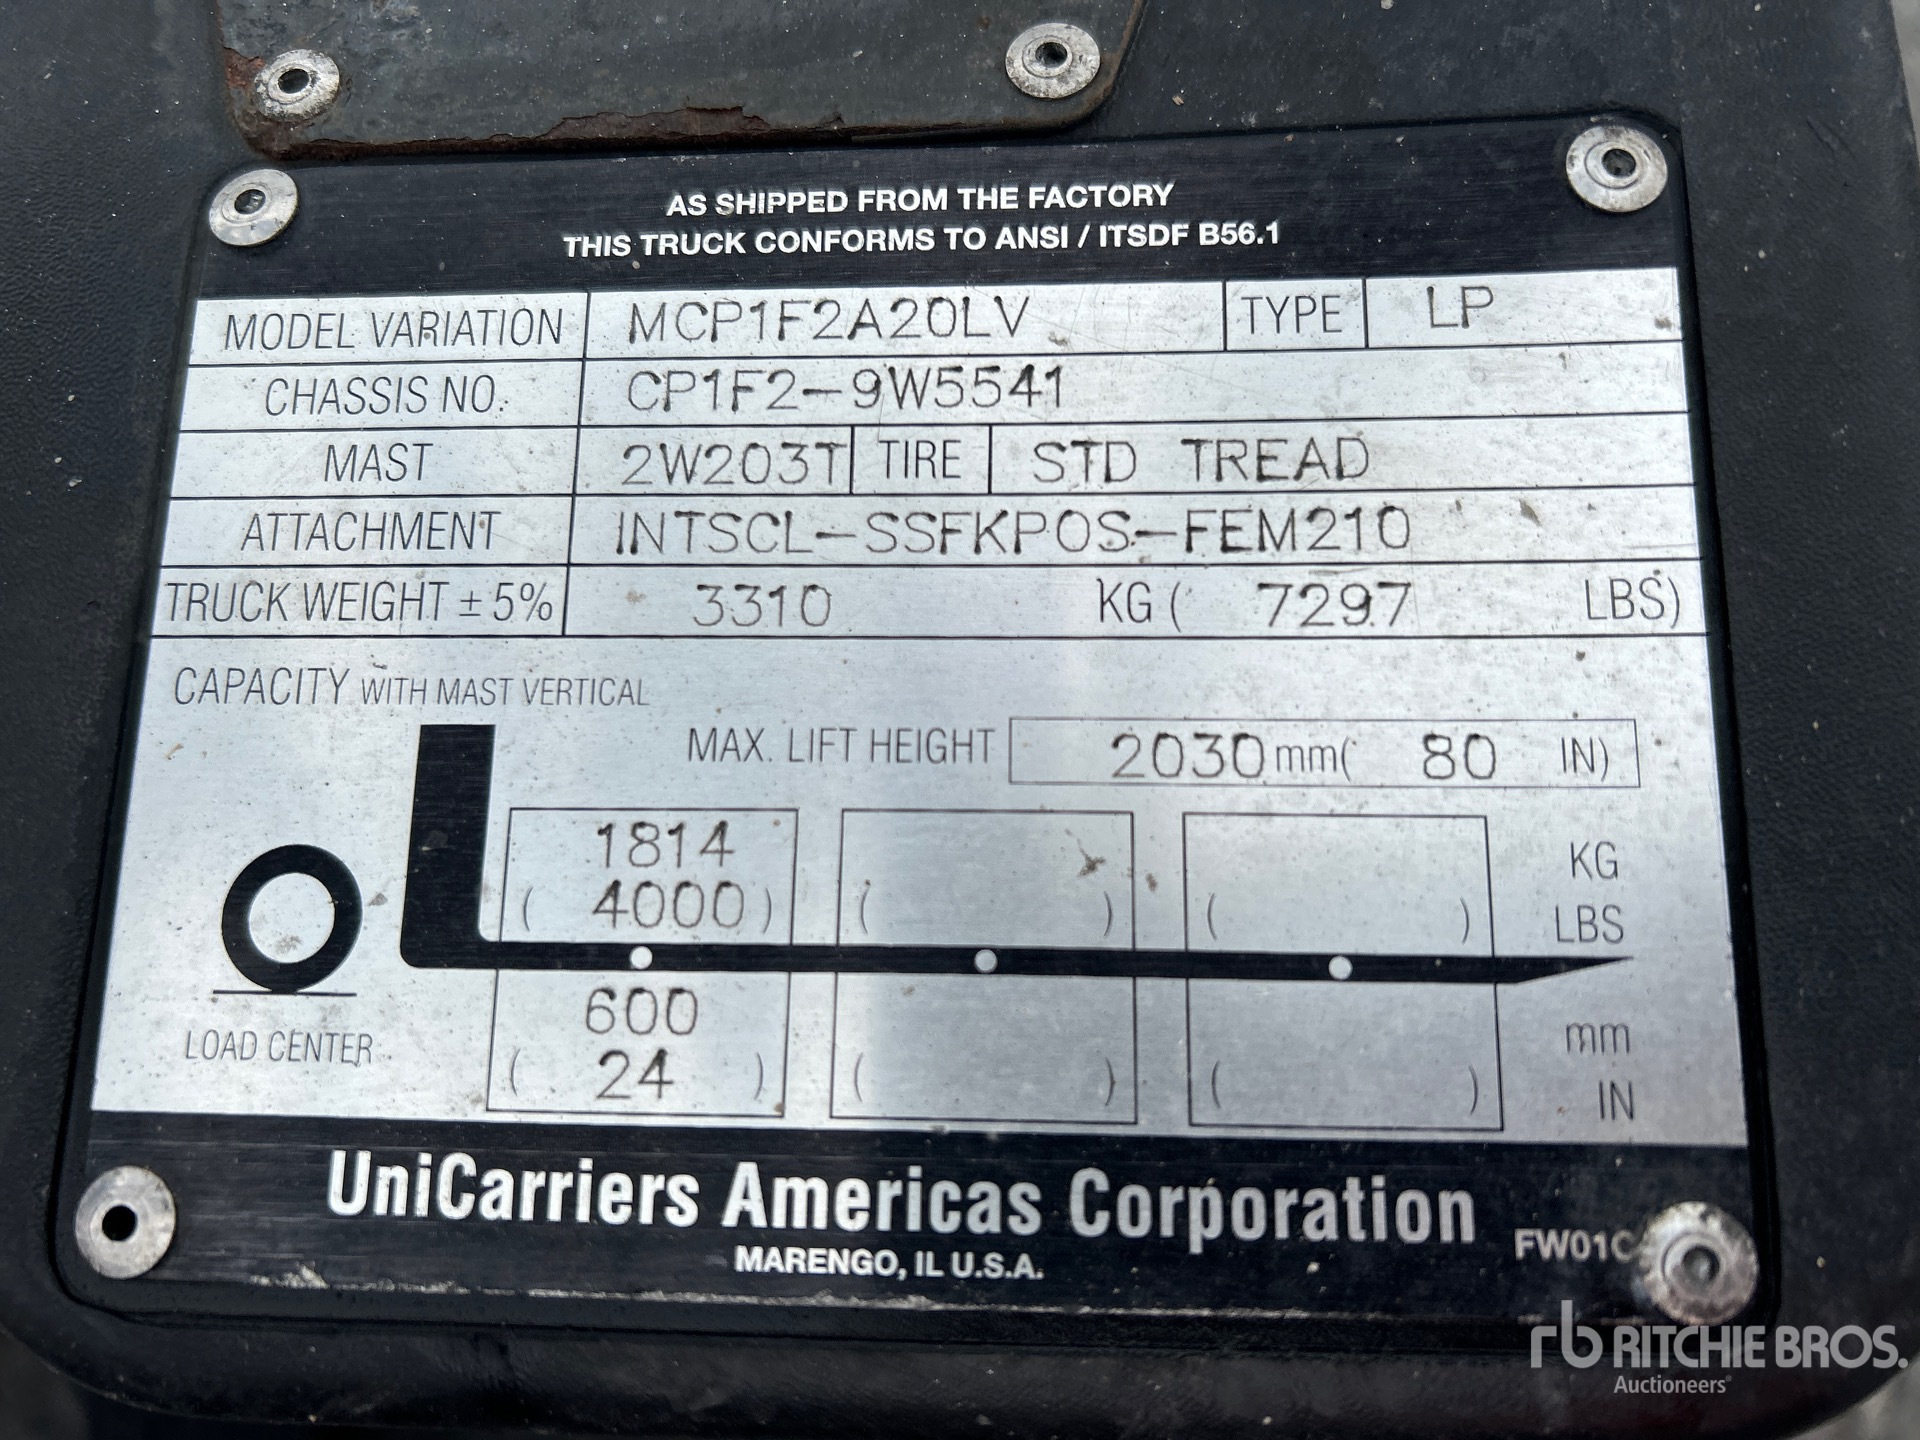 AS SHIPPED FROM THE FACTORY
THIS TRUCK CONFORMS TO ANSI / ITSDF B56.1
MODEL VARIATION MCP1F2A20LV TYPE LP
CHASSIS NO. CP1F2-9W5541
MAST 2W203T TIRE STD TREAD
ATTACHMENT INTSCL-SSFKPOS-FEM210
TRUCK WEIGHT ± 5% 3310 KG ( 7297 LBS)
CAPACITY WITH MAST VERTICAL
MAX. LIFT HEIGHT 2030 mm ( 80 IN)
1814 KG
( 4000 ) ( ) ( ) LBS
600 mm
LOAD CENTER
( 24 ) ( ) ( ) IN
UniCarriers Americas Corporation
FW01C
MARENGO, IL U.S.A.
rb RITCHIE BROS.
Auctioneers